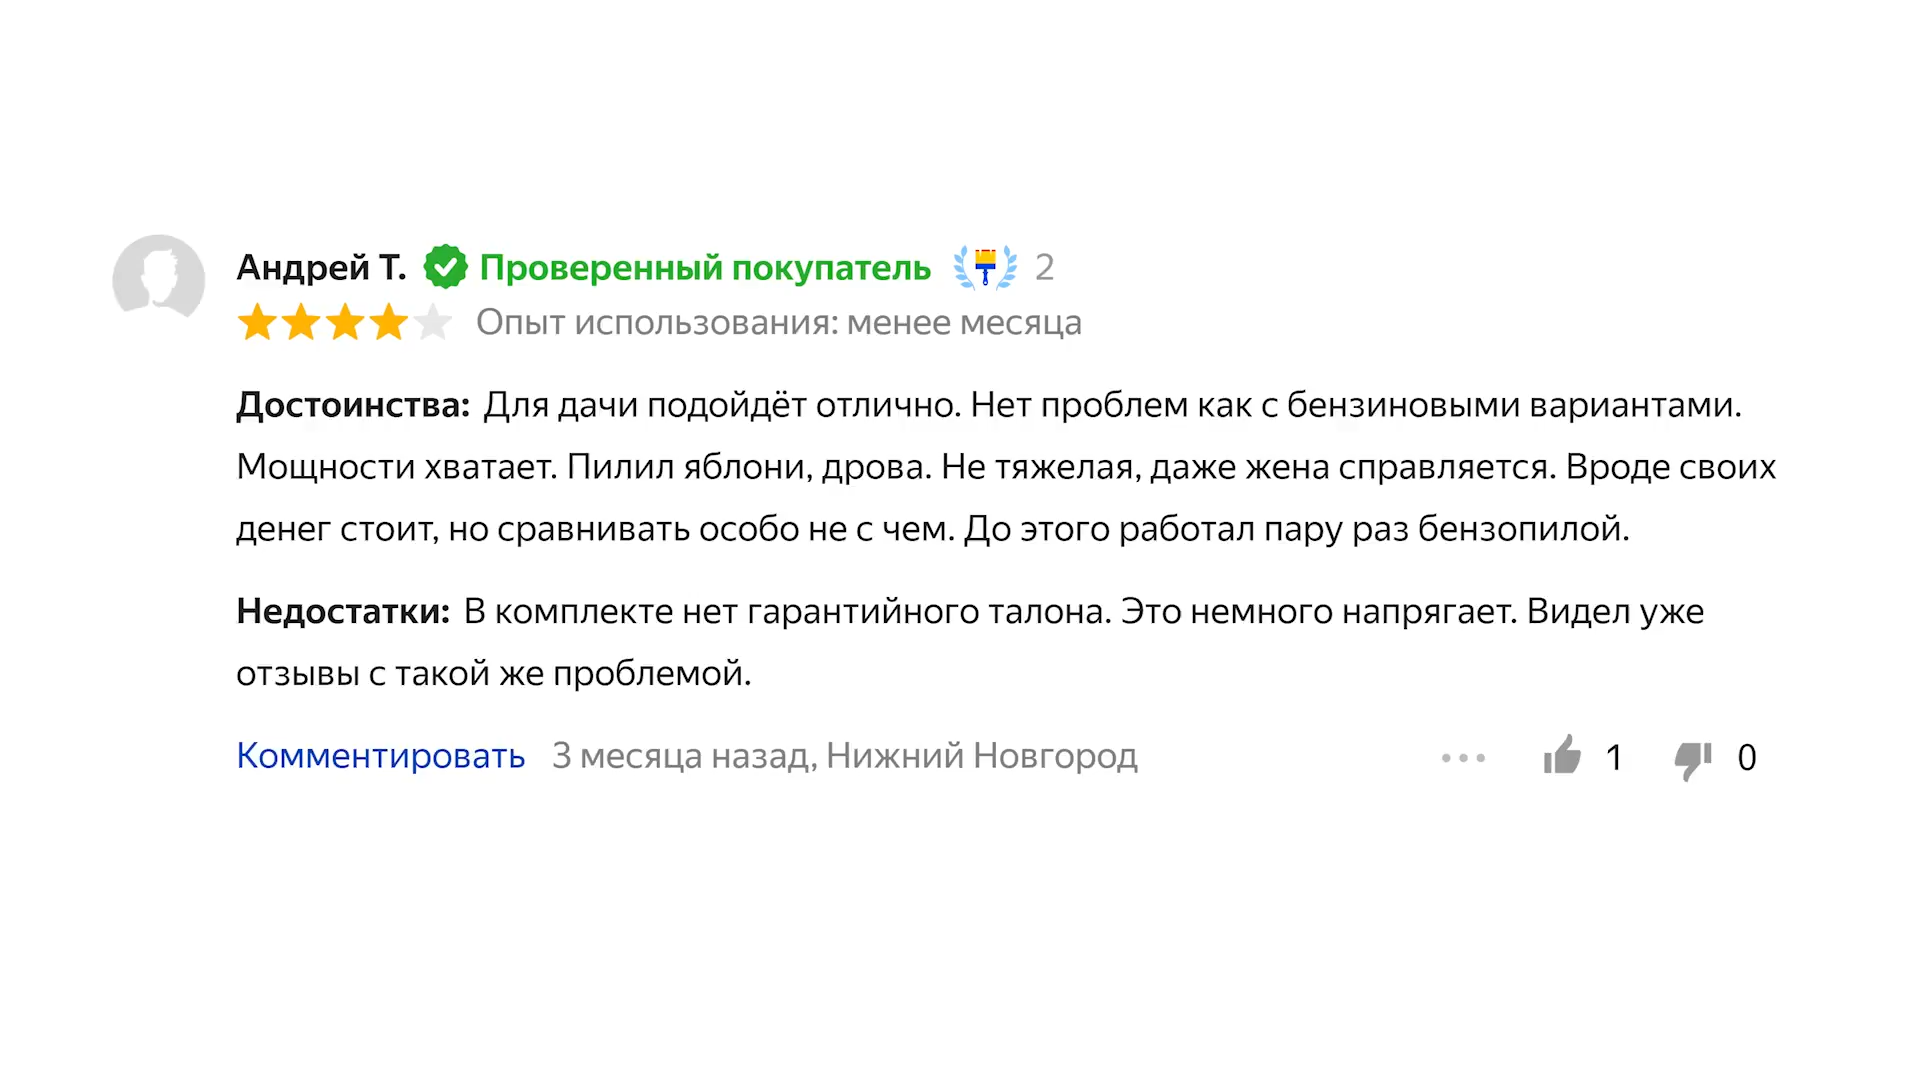 Андрей Т. Проверенный покупатель 2
Опыт использования: менее месяца
Достоинства: Для дачи подойдёт отлично. Нет проблем как с бензиновыми вариантами.
Мощности хватает. Пилил яблони, дрова. Не тяжелая, даже жена справляется. Вроде своих
денег стоит, но сравнивать особо не с чем. До этого работал пару раз бензопилой.
Недостатки: В комплекте нет гарантийного талона. Это немного напрягает. Видел уже
отзывы с такой же проблемой.
Комментировать 3 месяца назад, Нижний Новгород 1 0